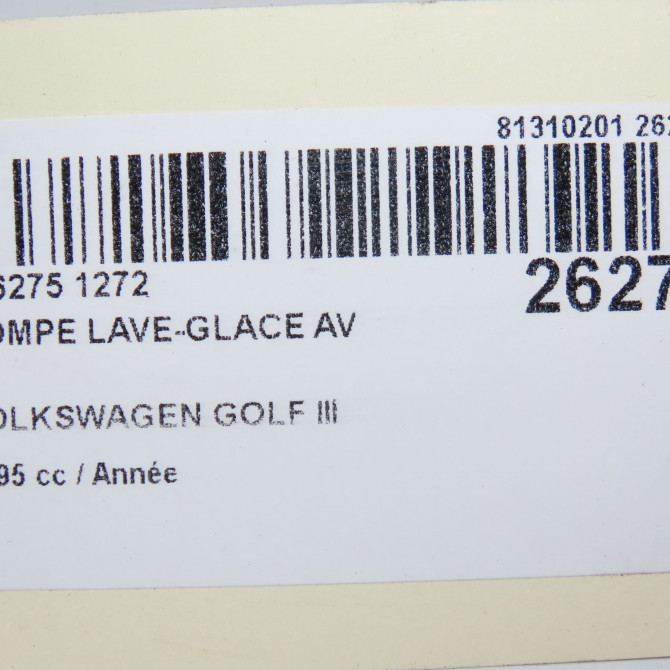 81310201 262
6275 1272
2627
OMPE LAVE-GLACE AV
OLKSWAGEN GOLF III
95 cc / Année